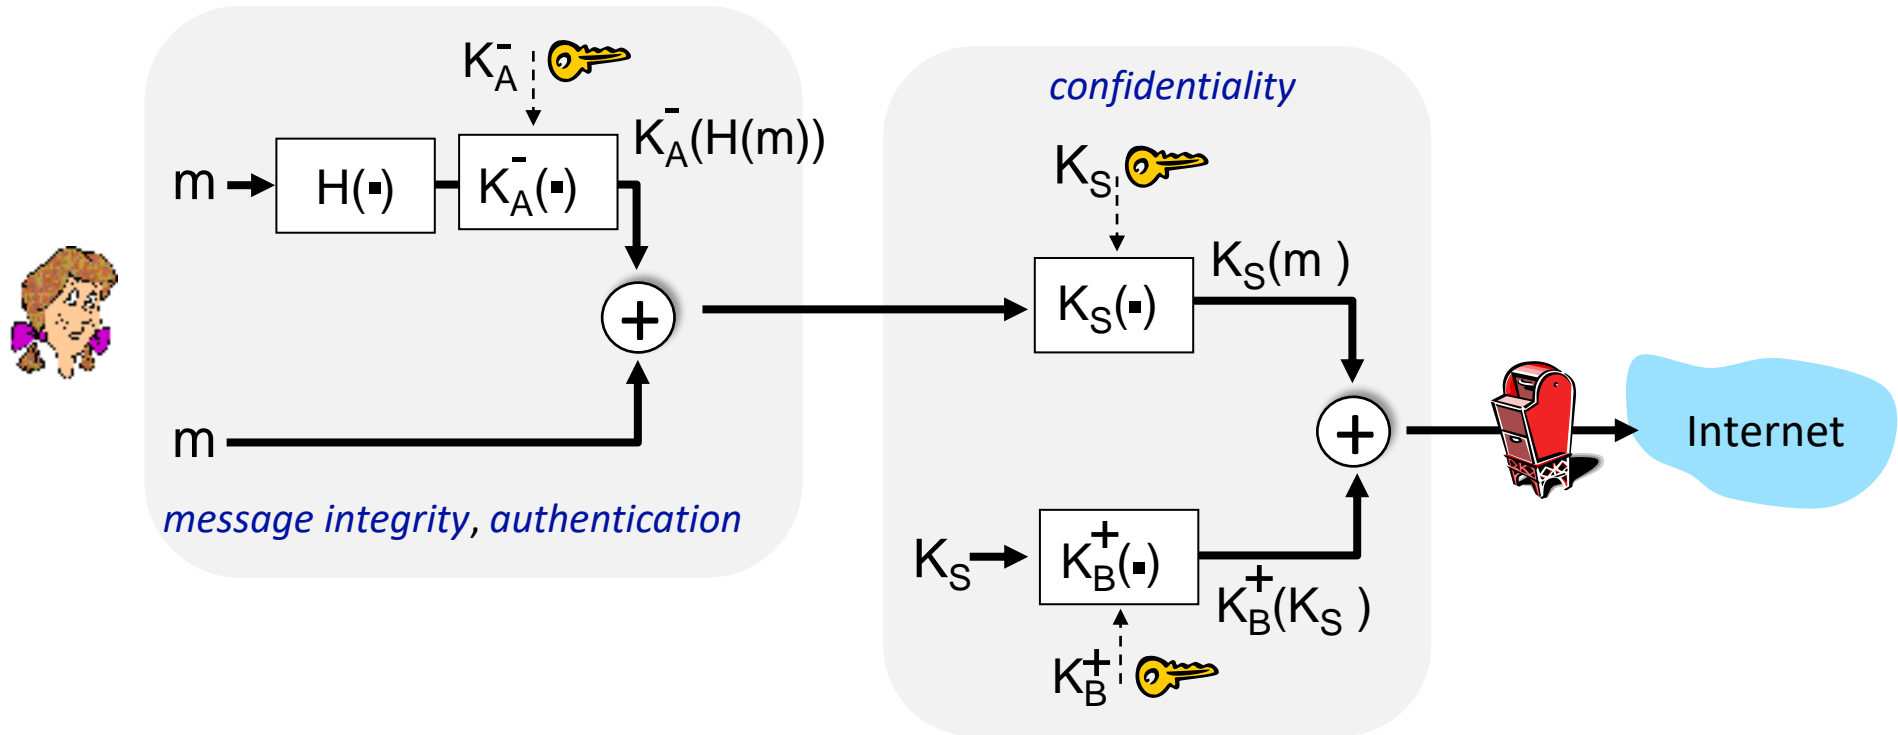 K_A^-
K_A^-(H(m))
m
H(▪)
K_A^-(▪)
m
message integrity, authentication
confidentiality
K_S
K_S(▪)
K_S(m )
K_S
K_B^+(▪)
K_B^+(K_S )
K_B^+
+
+
Internet